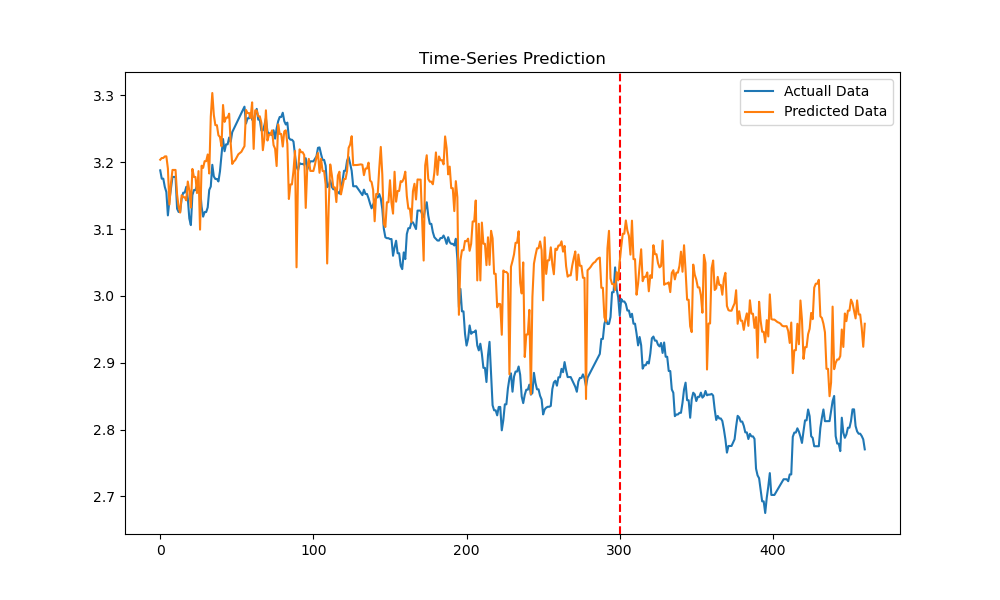 Time-Series Prediction
Actuall Data
Predicted Data
3.3
3.2
3.1
3.0
2.9
2.8
2.7
0 100 200 300 400